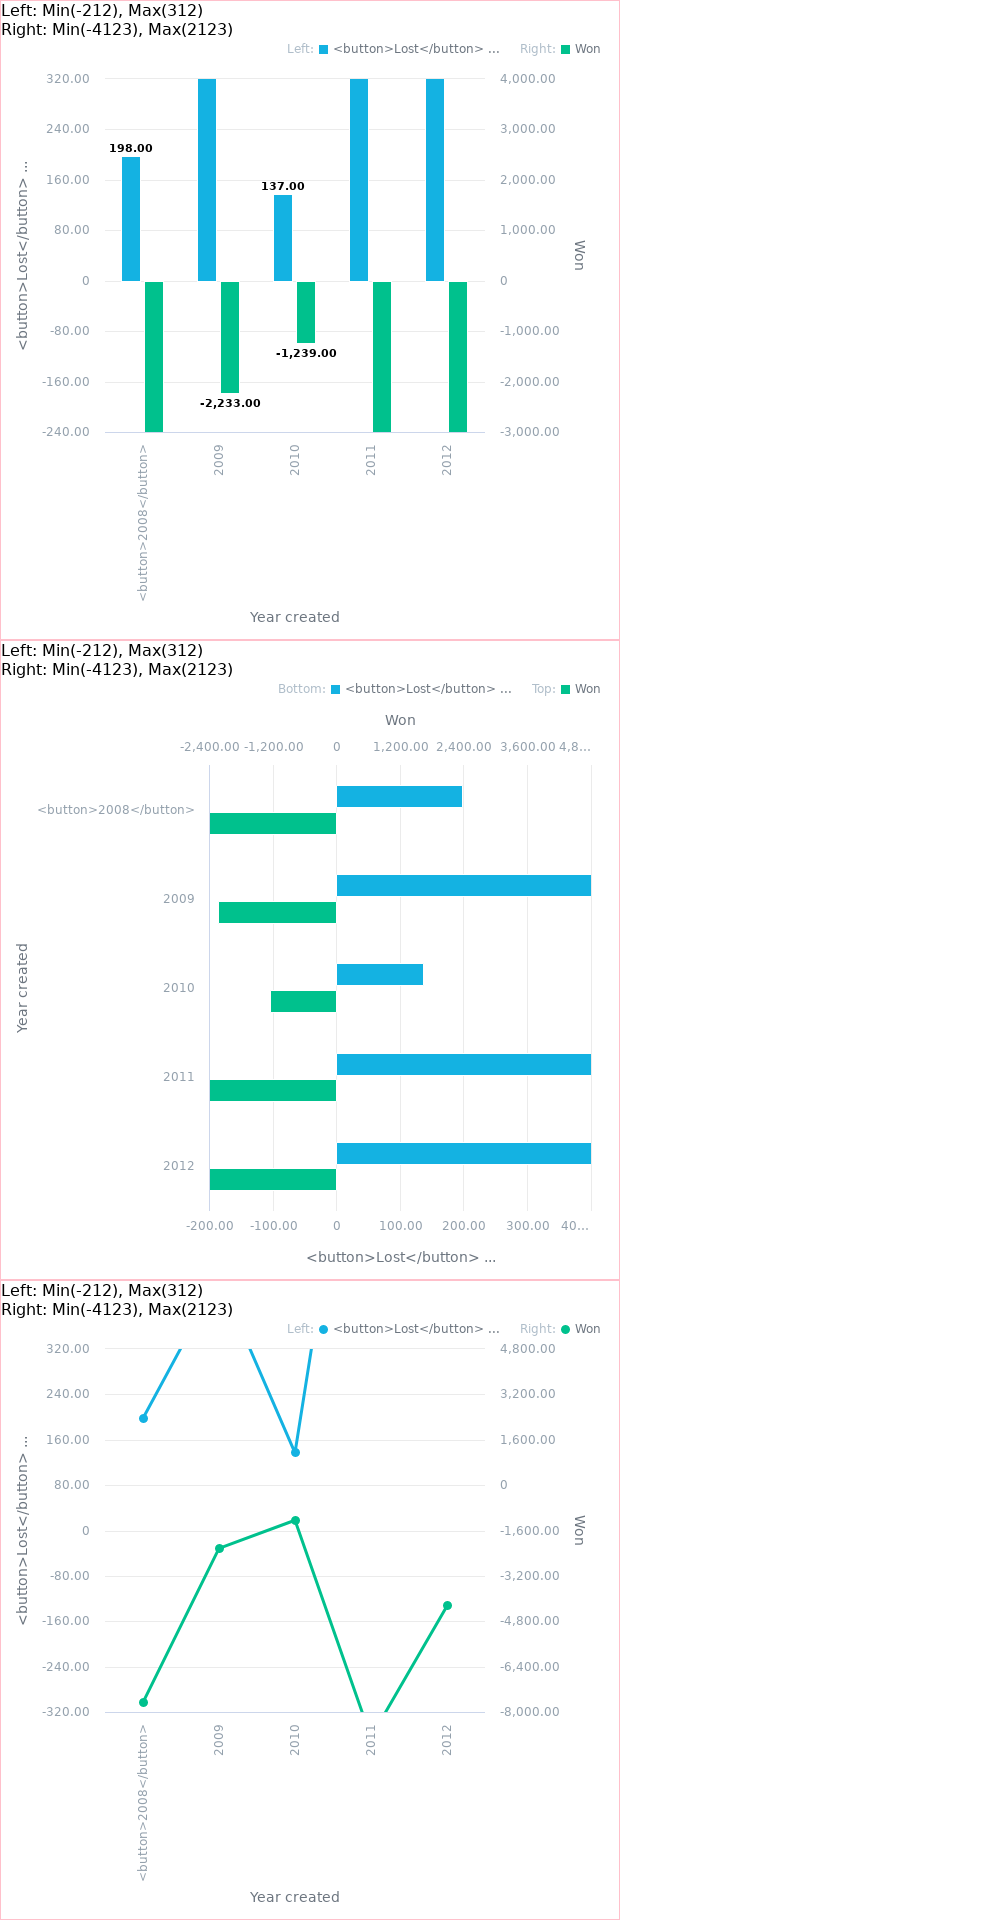 Left: Min(-212), Max(312)
Right: Min(-4123), Max(2123)
Left: <button>Lost</button> ... Right: Won
320.00 4,000.00
198.00
240.00 3,000.00
160.00 2,000.00
137.00
80.00 1,000.00
0 0
-80.00 -1,000.00
-1,239.00
-160.00 -2,000.00
-2,233.00
-240.00 -3,000.00
<button>Lost</button> ...
Won
<button>2008</button> 2009 2010 2011 2012
Year created
Left: Min(-212), Max(312)
Right: Min(-4123), Max(2123)
Bottom: <button>Lost</button> ... Top: Won
Won
-2,400.00 -1,200.00 0 1,200.00 2,400.00 3,600.00 4,8...
<button>2008</button>
2009
2010
2011
2012
Year created
-200.00 -100.00 0 100.00 200.00 300.00 40...
<button>Lost</button> ...
Left: Min(-212), Max(312)
Right: Min(-4123), Max(2123)
Left: <button>Lost</button> ... Right: Won
320.00 4,800.00
240.00 3,200.00
160.00 1,600.00
80.00 0
0 -1,600.00
-80.00 -3,200.00
-160.00 -4,800.00
-240.00 -6,400.00
-320.00 -8,000.00
<button>Lost</button> ...
Won
<button>2008</button> 2009 2010 2011 2012
Year created